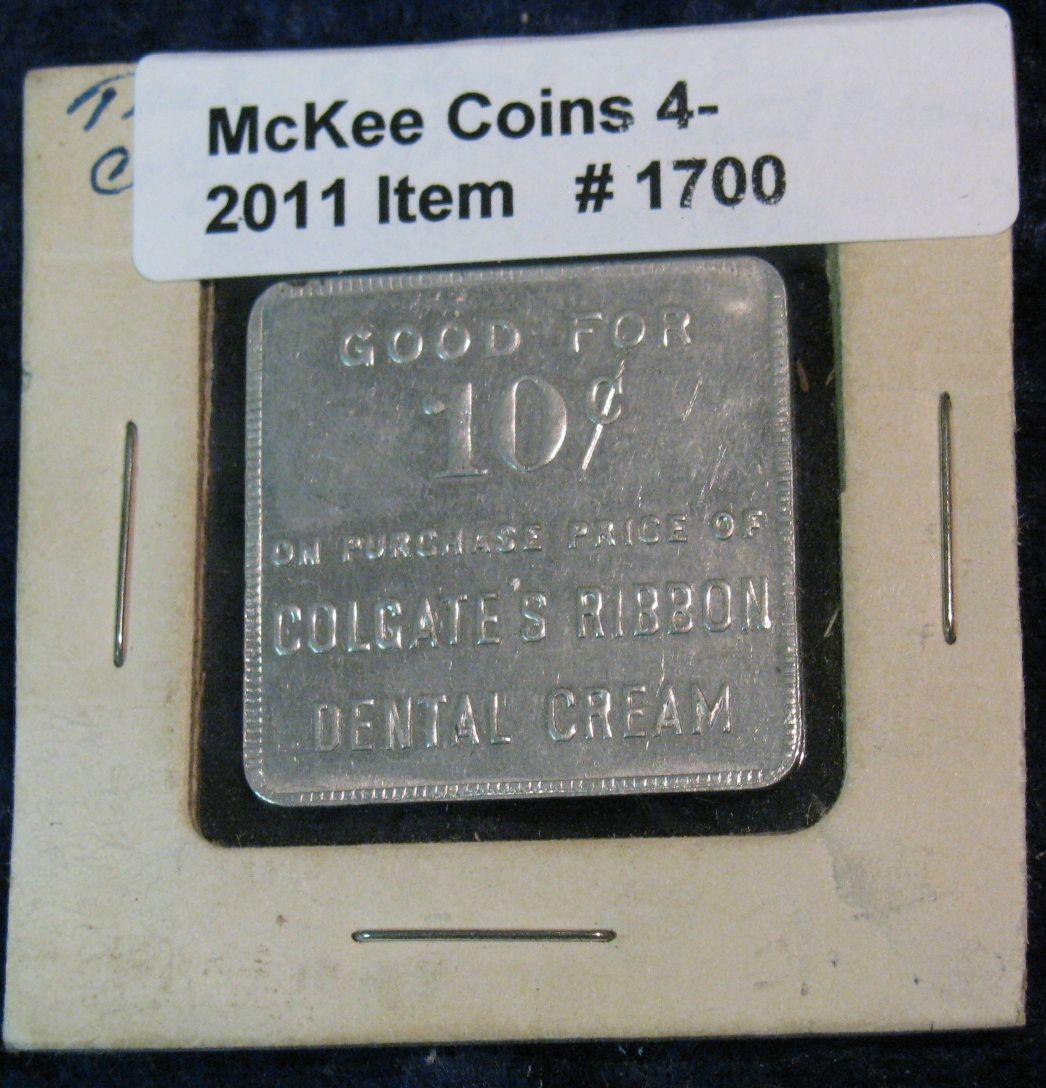 McKee Coins 4-
2011 Item # 1700
GOOD FOR
10¢
ON PURCHASE PRICE OF
COLGATE'S RIBBON
DENTAL CREAM